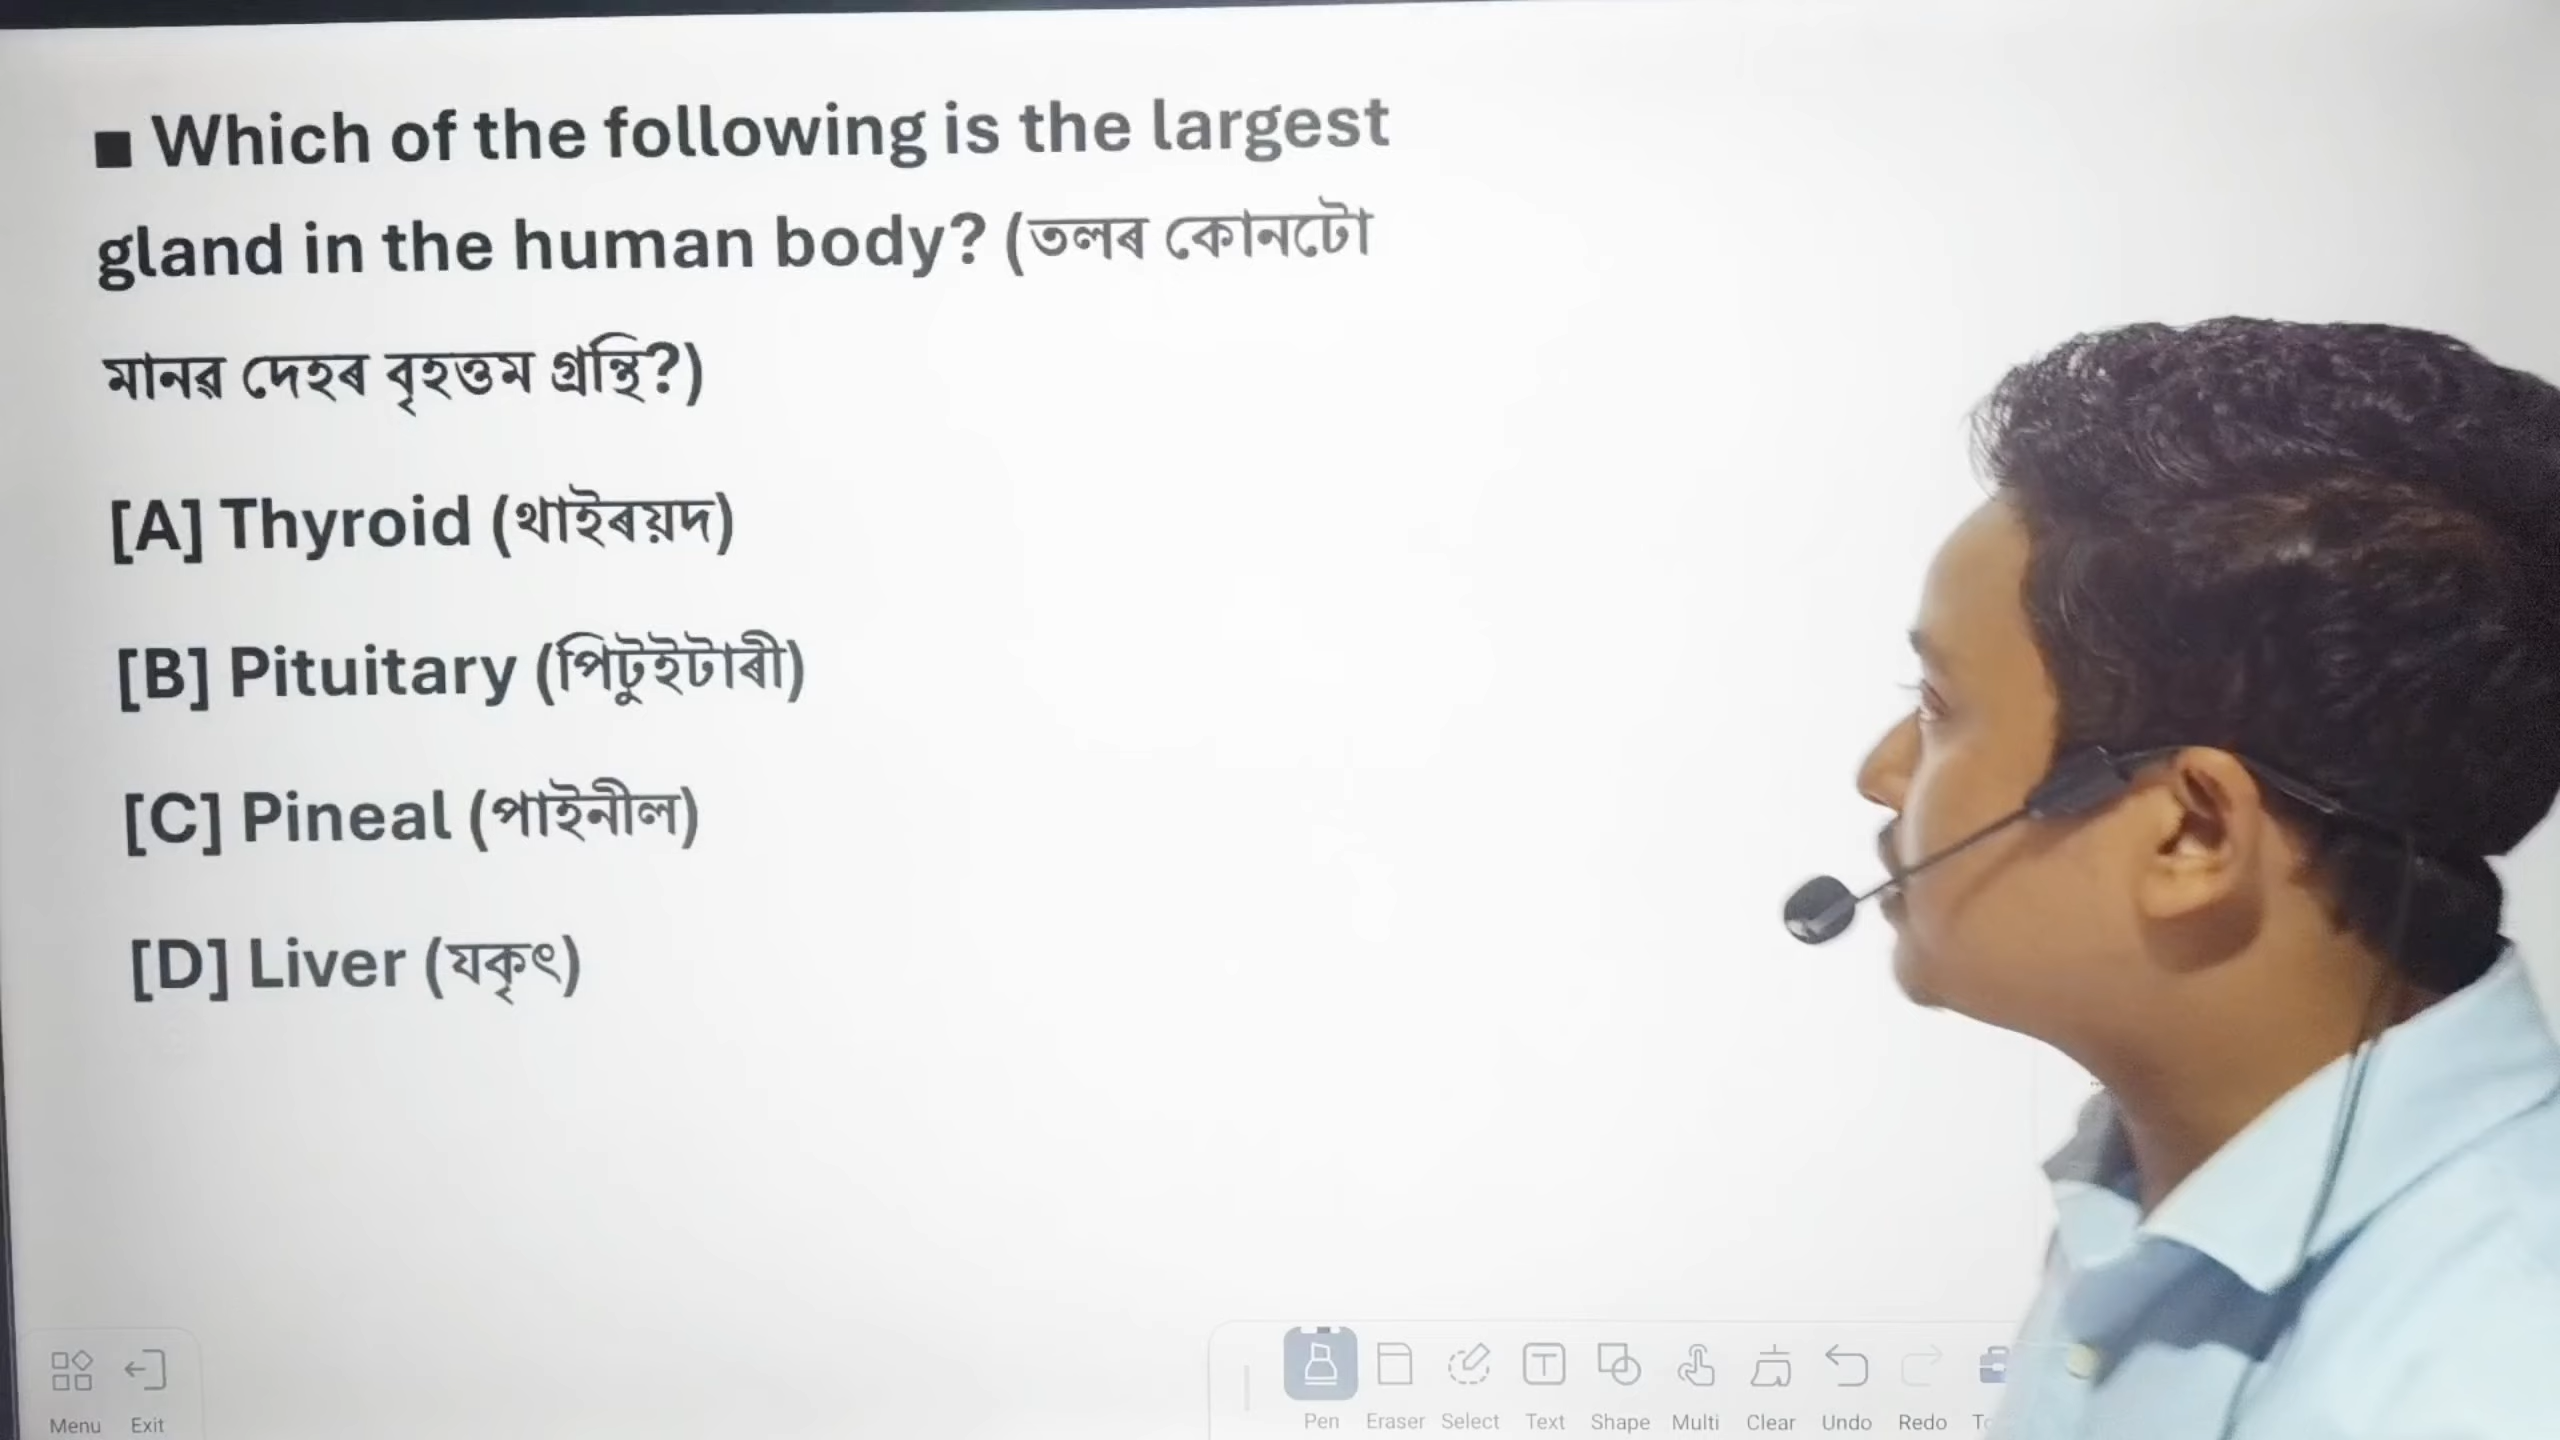 ■ Which of the following is the largest
gland in the human body? (তলৰ কোনটো
মানৱ দেহৰ বৃহত্তম গ্ৰন্থি?)
[A] Thyroid (থাইৰয়দ)
[B] Pituitary (পিটুইটাৰী)
[C] Pineal (পাইনীল)
[D] Liver (যকৃৎ)
Menu Exit
Pen Eraser Select Text Shape Multi Clear Undo Redo